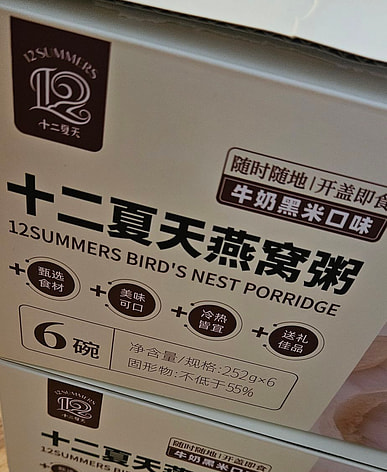 12SUMMERS
12
十二夏天
随时随地|开盖即食
牛奶黑米口味
十二夏天燕窝粥
12SUMMERS BIRD'S NEST PORRIDGE
+甄选食材
+美味可口
+冷热皆宜
+送礼佳品
6碗
净含量/规格:252g×6
固形物:不低于55%
12SUMMERS
12
十二夏天
随时随地|开盖即食
牛奶黑米口味
十二夏天燕窝粥
12SUMMERS BIRD'S NEST